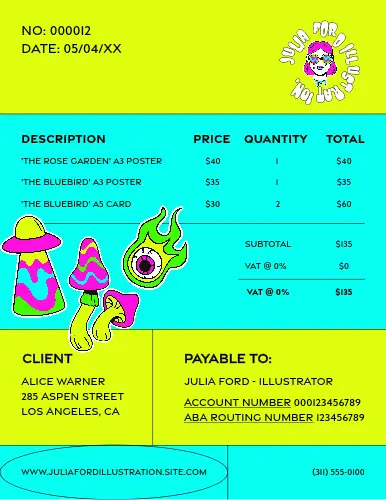 NO: 000012
DATE: 05/04/XX
JULIA FORD ILLUSTRATION.
DESCRIPTION PRICE QUANTITY TOTAL
'THE ROSE GARDEN' A3 POSTER $40 1 $40
'THE BLUEBIRD' A3 POSTER $35 1 $35
'THE BLUEBIRD' A5 CARD $30 2 $60
SUBTOTAL $135
VAT @ 0% $0
VAT @ 0% $135
CLIENT
ALICE WARNER
285 ASPEN STREET
LOS ANGELES, CA
PAYABLE TO:
JULIA FORD - ILLUSTRATOR
ACCOUNT NUMBER 000123456789
ABA ROUTING NUMBER 123456789
WWW.JULIAFORDILLUSTRATION.SITE.COM
(311) 555-0100